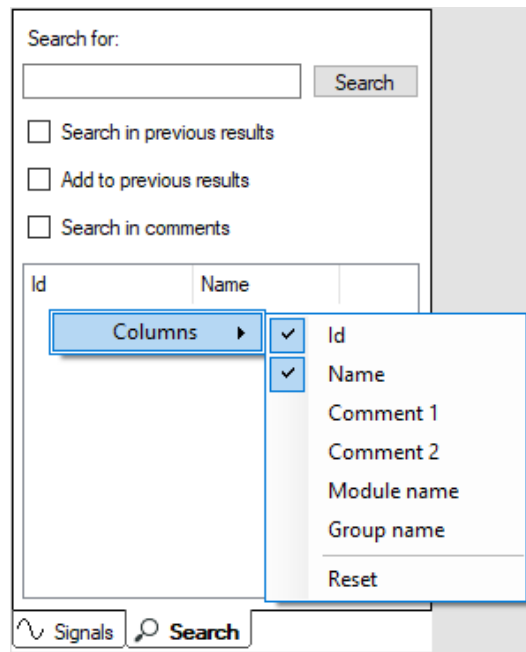 Search for:
Search
Search in previous results
Add to previous results
Search in comments
Id Name
Columns
Id
Name
Comment 1
Comment 2
Module name
Group name
Reset
Signals Search